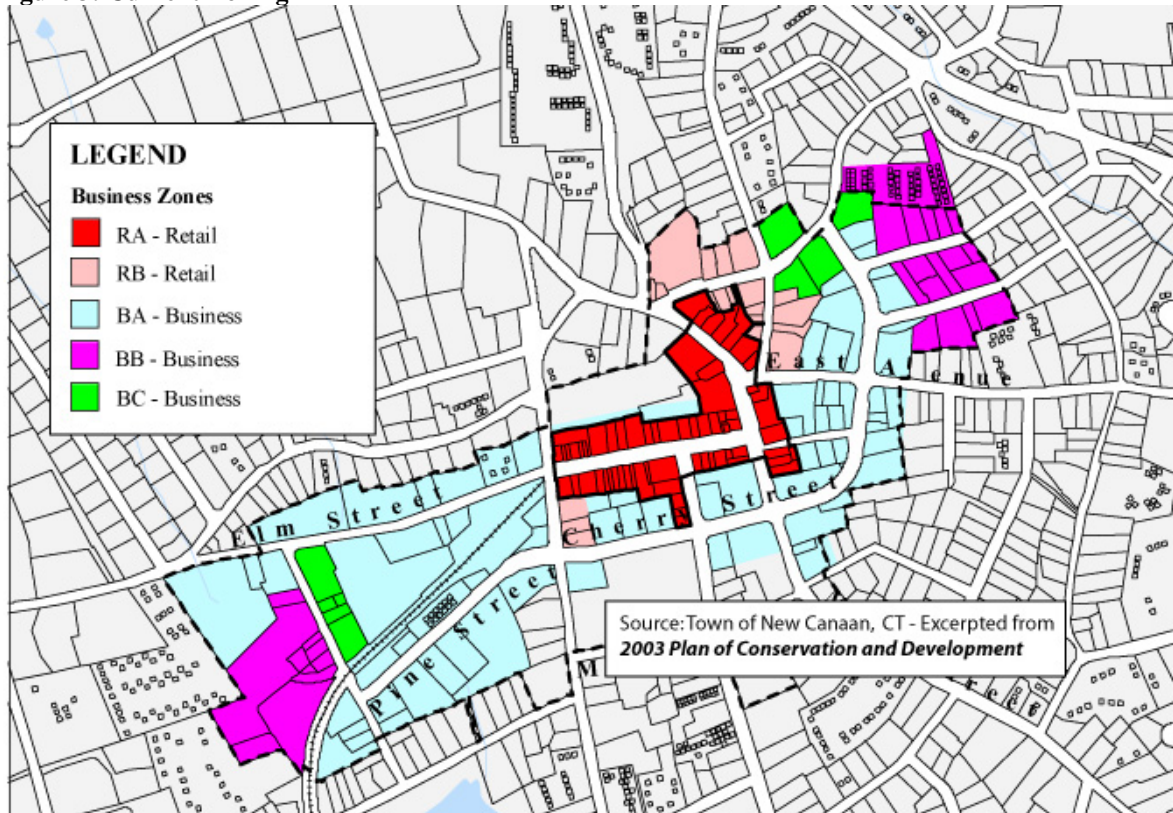 LEGEND
Business Zones
RA - Retail
RB - Retail
BA - Business
BB - Business
BC - Business
East Avenue
Elm Street
Cherry Street
Pine Street
M
Source: Town of New Canaan, CT - Excerpted from
2003 Plan of Conservation and Development